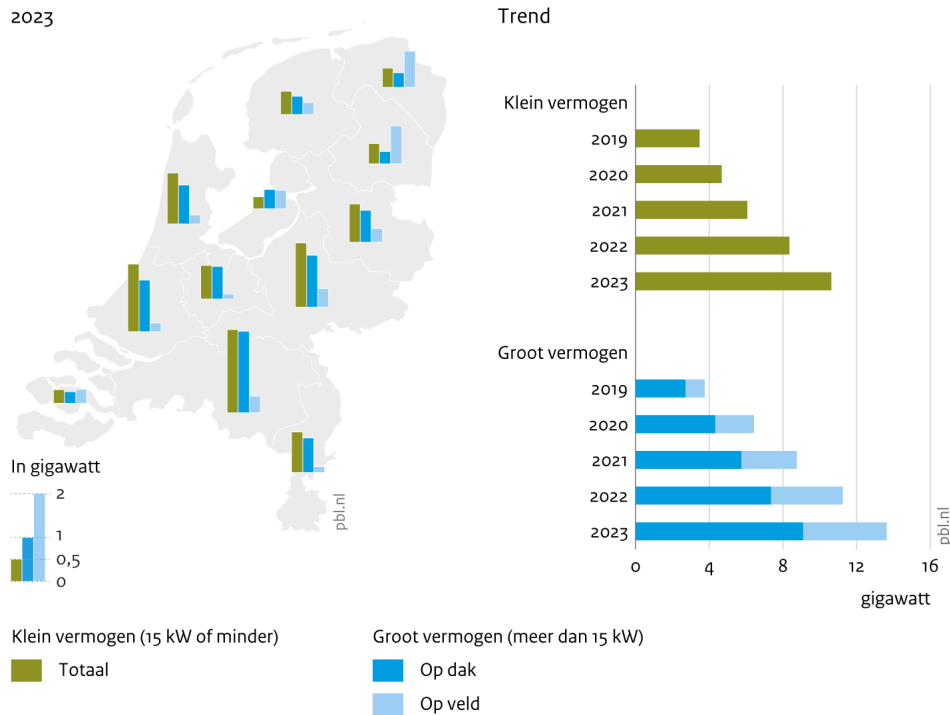 2023
In gigawatt
2
1
0,5
0
pbl.nl
Trend
Klein vermogen
2019
2020
2021
2022
2023
Groot vermogen
2019
2020
2021
2022
2023
0 4 8 12 16
gigawatt
pbl.nl
Klein vermogen (15 kW of minder)
Totaal
Groot vermogen (meer dan 15 kW)
Op dak
Op veld